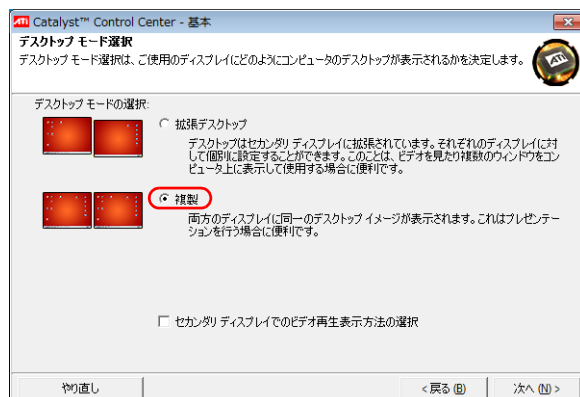 ATI Catalyst™ Control Center - 基本
デスクトップ モード選択
デスクトップ モード選択は、ご使用のディスプレイにどのようにコンピュータのデスクトップが表示されるかを決定します。
ATI
デスクトップ モードの選択:
拡張デスクトップ
デスクトップはセカンダリ ディスプレイに拡張されています。それぞれのディスプレイに対
して個別に設定することができます。このことは、ビデオを見たり複数のウィンドウをコン
ピュータ上に表示して使用する場合に便利です。
複製
両方のディスプレイに同一のデスクトップ イメージが表示されます。これはプレゼンテー
ションを行う場合に便利です。
セカンダリ ディスプレイでのビデオ再生表示方法の選択
やり直し
< 戻る (B)
次へ (N) >